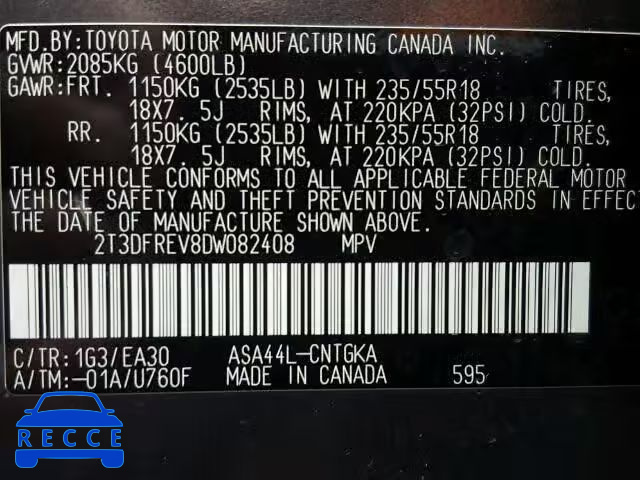 MFD.BY:TOYOTA MOTOR MANUFACTURING CANADA INC.
GVWR:2085KG (4600LB)
GAWR:FRT. 1150KG (2535LB) WITH 235/55R18 TIRES,
18X7. 5J RIMS, AT 220KPA (32PSI) COLD.
RR. 1150KG (2535LB) WITH 235/55R18 TIRES,
18X7. 5J RIMS, AT 220KPA (32PSI) COLD.
THIS VEHICLE CONFORMS TO ALL APPLICABLE FEDERAL MOTOR
VEHICLE SAFETY AND THEFT PREVENTION STANDARDS IN EFFEC
THE DATE OF MANUFACTURE SHOWN ABOVE.
2T3DFREV8DW082408 MPV
C/TR:1G3/EA30 ASA44L-CNTGKA
A/TM:-01A/U760F MADE IN CANADA 595
RECCE